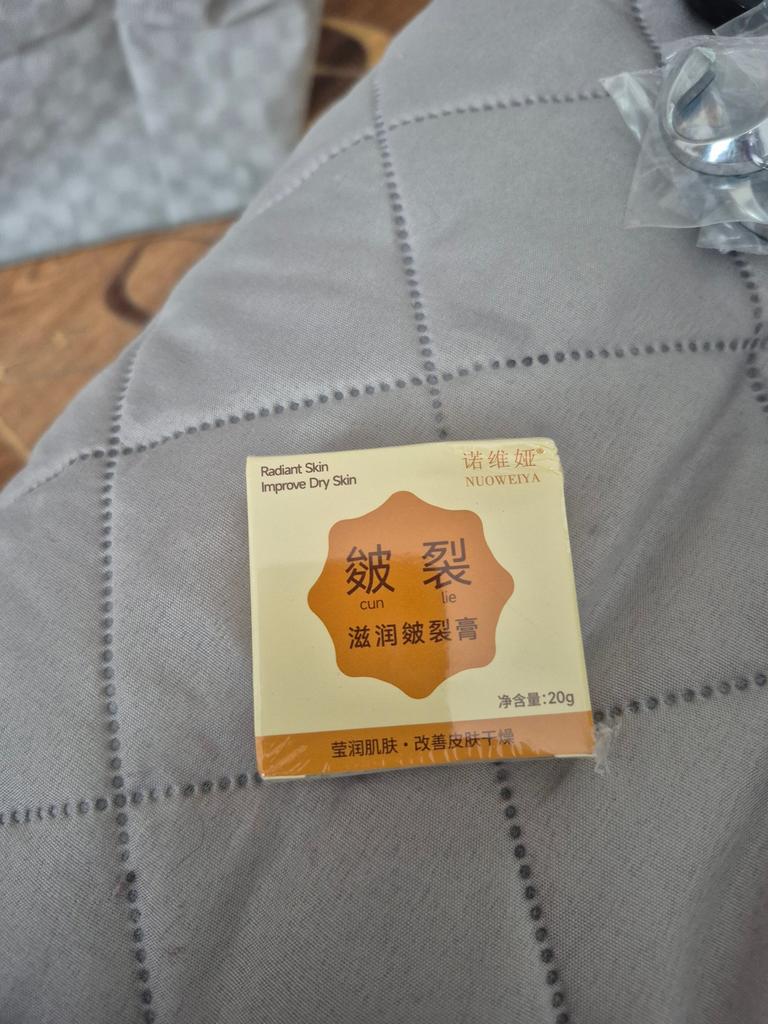 Radiant Skin
Improve Dry Skin
诺维娅®
NUOWEIYA
皴 裂
cun lie
滋润皴裂膏
净含量:20g
莹润肌肤·改善皮肤干燥